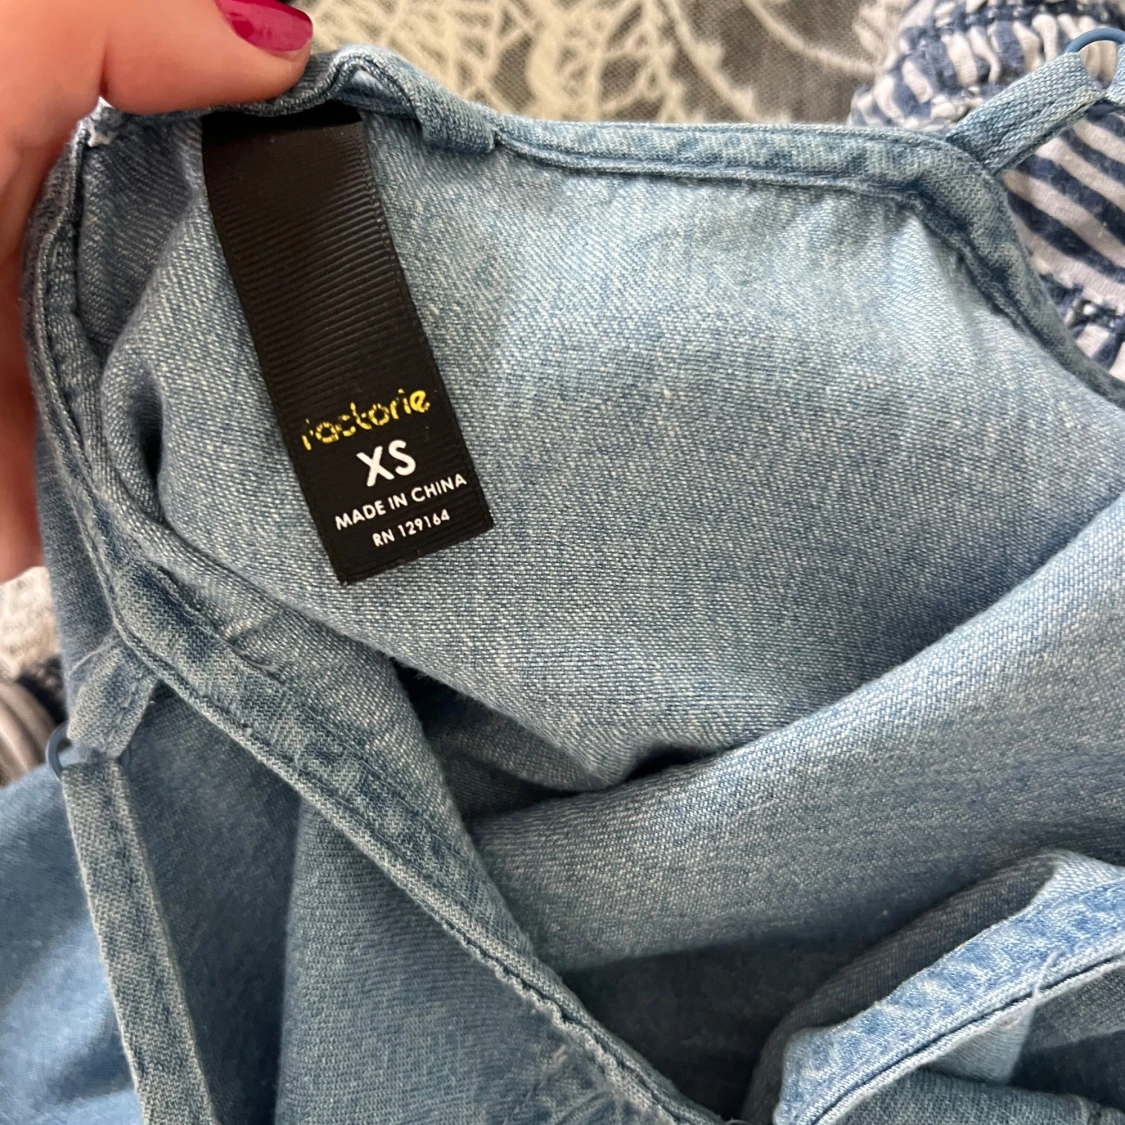 factorie
XS
MADE IN CHINA
RN 129164